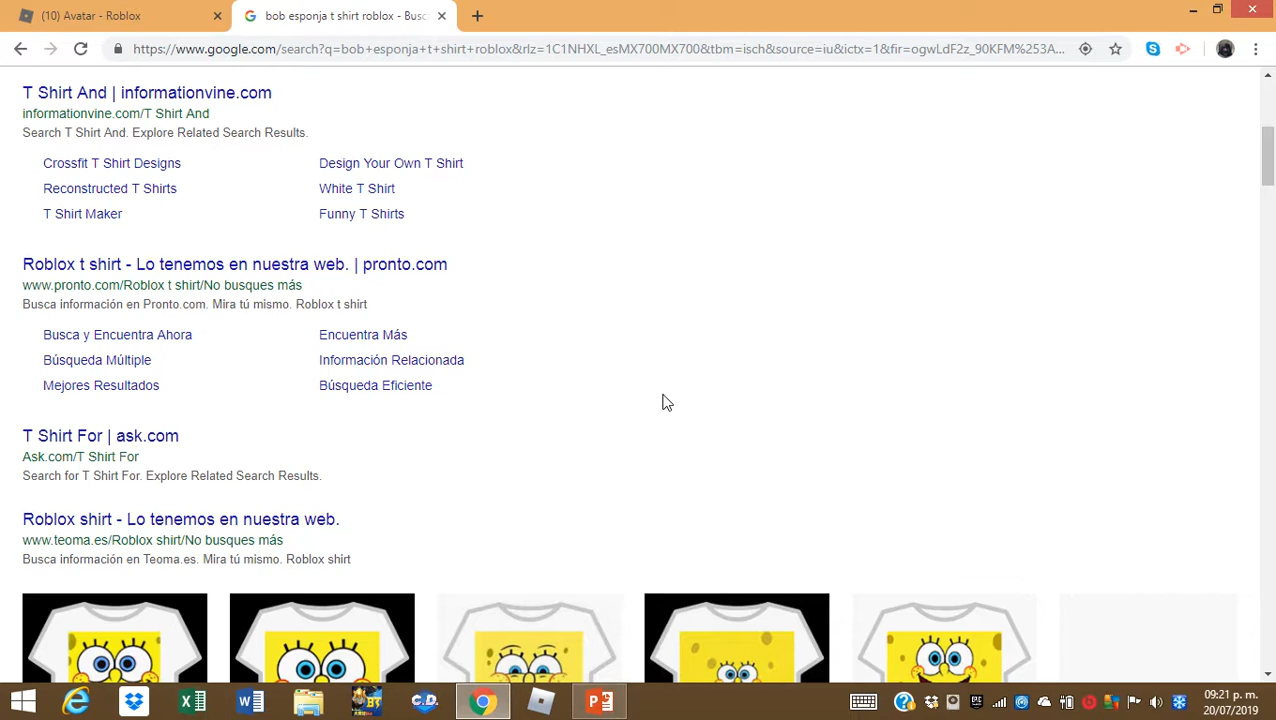 (10) Avatar - Roblox
bob esponja t shirt roblox - Busc
https://www.google.com/search?q=bob+esponja+t+shirt+roblox&rlz=1C1NHXL_esMX700MX700&tbm=isch&source=iu&ictx=1&fir=ogwLdF2z_90KFM%253A...
T Shirt And | informationvine.com
informationvine.com/T Shirt And
Search T Shirt And. Explore Related Search Results.
Crossfit T Shirt Designs
Design Your Own T Shirt
Reconstructed T Shirts
White T Shirt
T Shirt Maker
Funny T Shirts
Roblox t shirt - Lo tenemos en nuestra web. | pronto.com
www.pronto.com/Roblox t shirt/No busques más
Busca información en Pronto.com. Mira tú mismo. Roblox t shirt
Busca y Encuentra Ahora
Encuentra Más
Búsqueda Múltiple
Información Relacionada
Mejores Resultados
Búsqueda Eficiente
T Shirt For | ask.com
Ask.com/T Shirt For
Search for T Shirt For. Explore Related Search Results.
Roblox shirt - Lo tenemos en nuestra web.
www.teoma.es/Roblox shirt/No busques más
Busca información en Teoma.es. Mira tú mismo. Roblox shirt
09:21 p. m.
20/07/2019